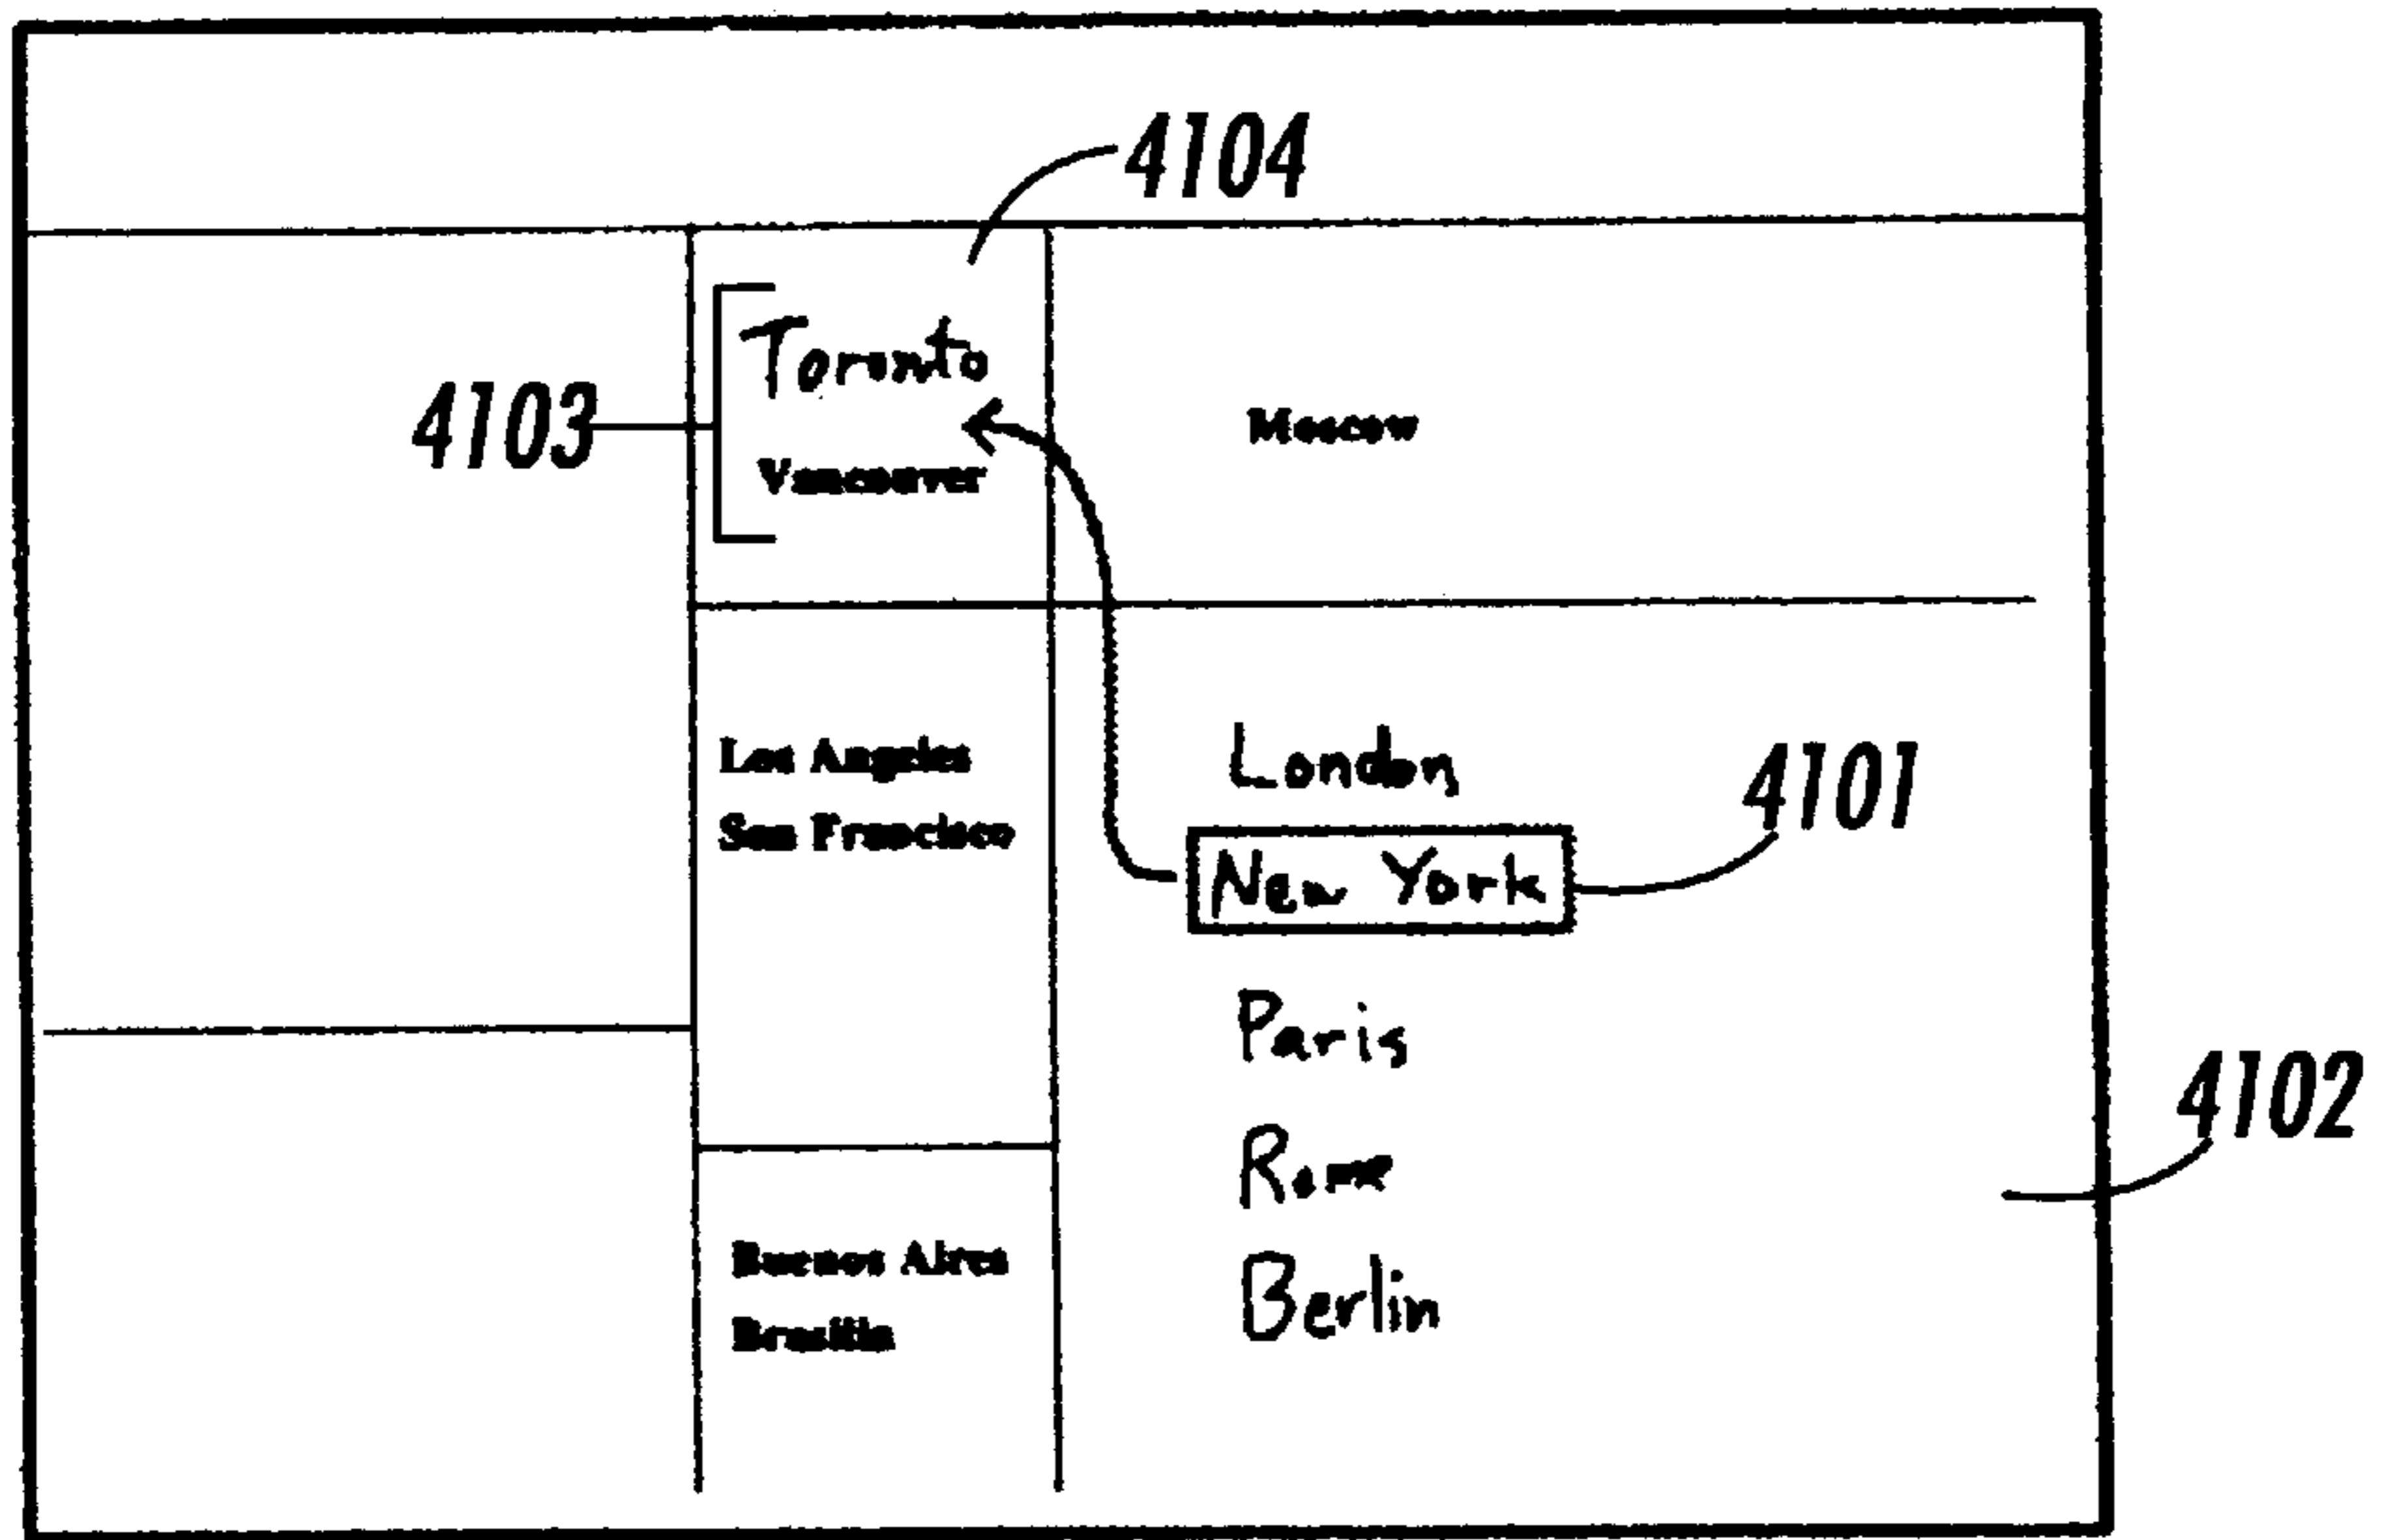 4104
4103
Toronto
Vancouver
Moscow
Los Angeles
San Francisco
London
4101
New York
Paris
4102
Rome
Berlin
Buenos Aires
Brasilia